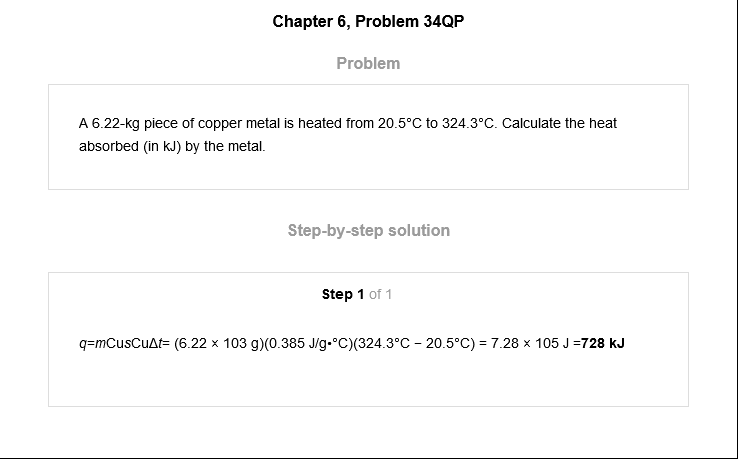 Chapter 6, Problem 34QP
Problem
A 6.22-kg piece of copper metal is heated from 20.5°C to 324.3°C. Calculate the heat
absorbed (in kJ) by the metal.
Step-by-step solution
Step 1 of 1
q=mCusCuΔt= (6.22 × 103 g)(0.385 J/g•°C)(324.3°C − 20.5°C) = 7.28 × 105 J =728 kJ